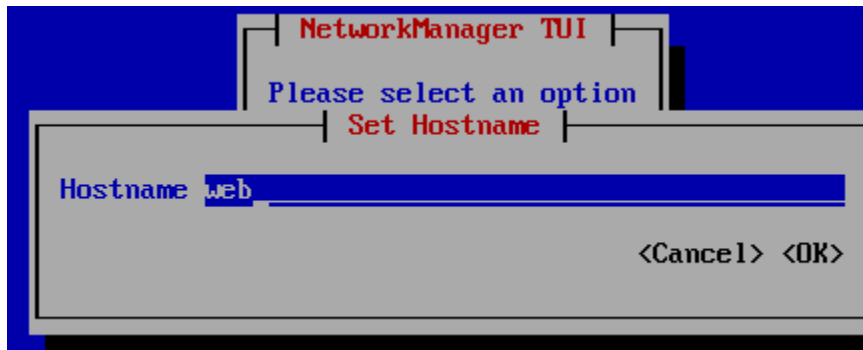 NetworkManager TUI
Please select an option
Set Hostname
Hostname web
<Cancel> <OK>